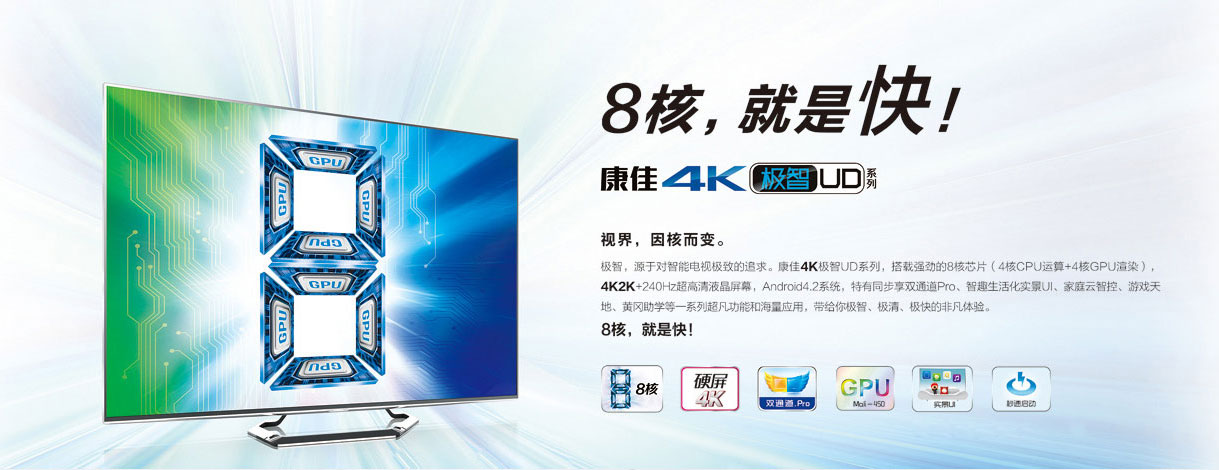 8核，就是快！
康佳 4K 极智 UD 系列
视界，因核而变。
极智，源于对智能电视极致的追求。康佳4K极智UD系列，搭载强劲的8核芯片（4核CPU运算+4核GPU渲染），
4K2K+240Hz超高清液晶屏幕，Android4.2系统，特有同步享双通道Pro、智趣生活化实景UI、家庭云智控、游戏天
地、黄冈助学等一系列超凡功能和海量应用，带给你极智、极清、极快的非凡体验。
8核，就是快！
8核
硬屏
4K
双通道.Pro
GPU
Mali-450
实景UI
秒速启动
CPU
CPU
CPU
GPU
GPU
GPU
GPU